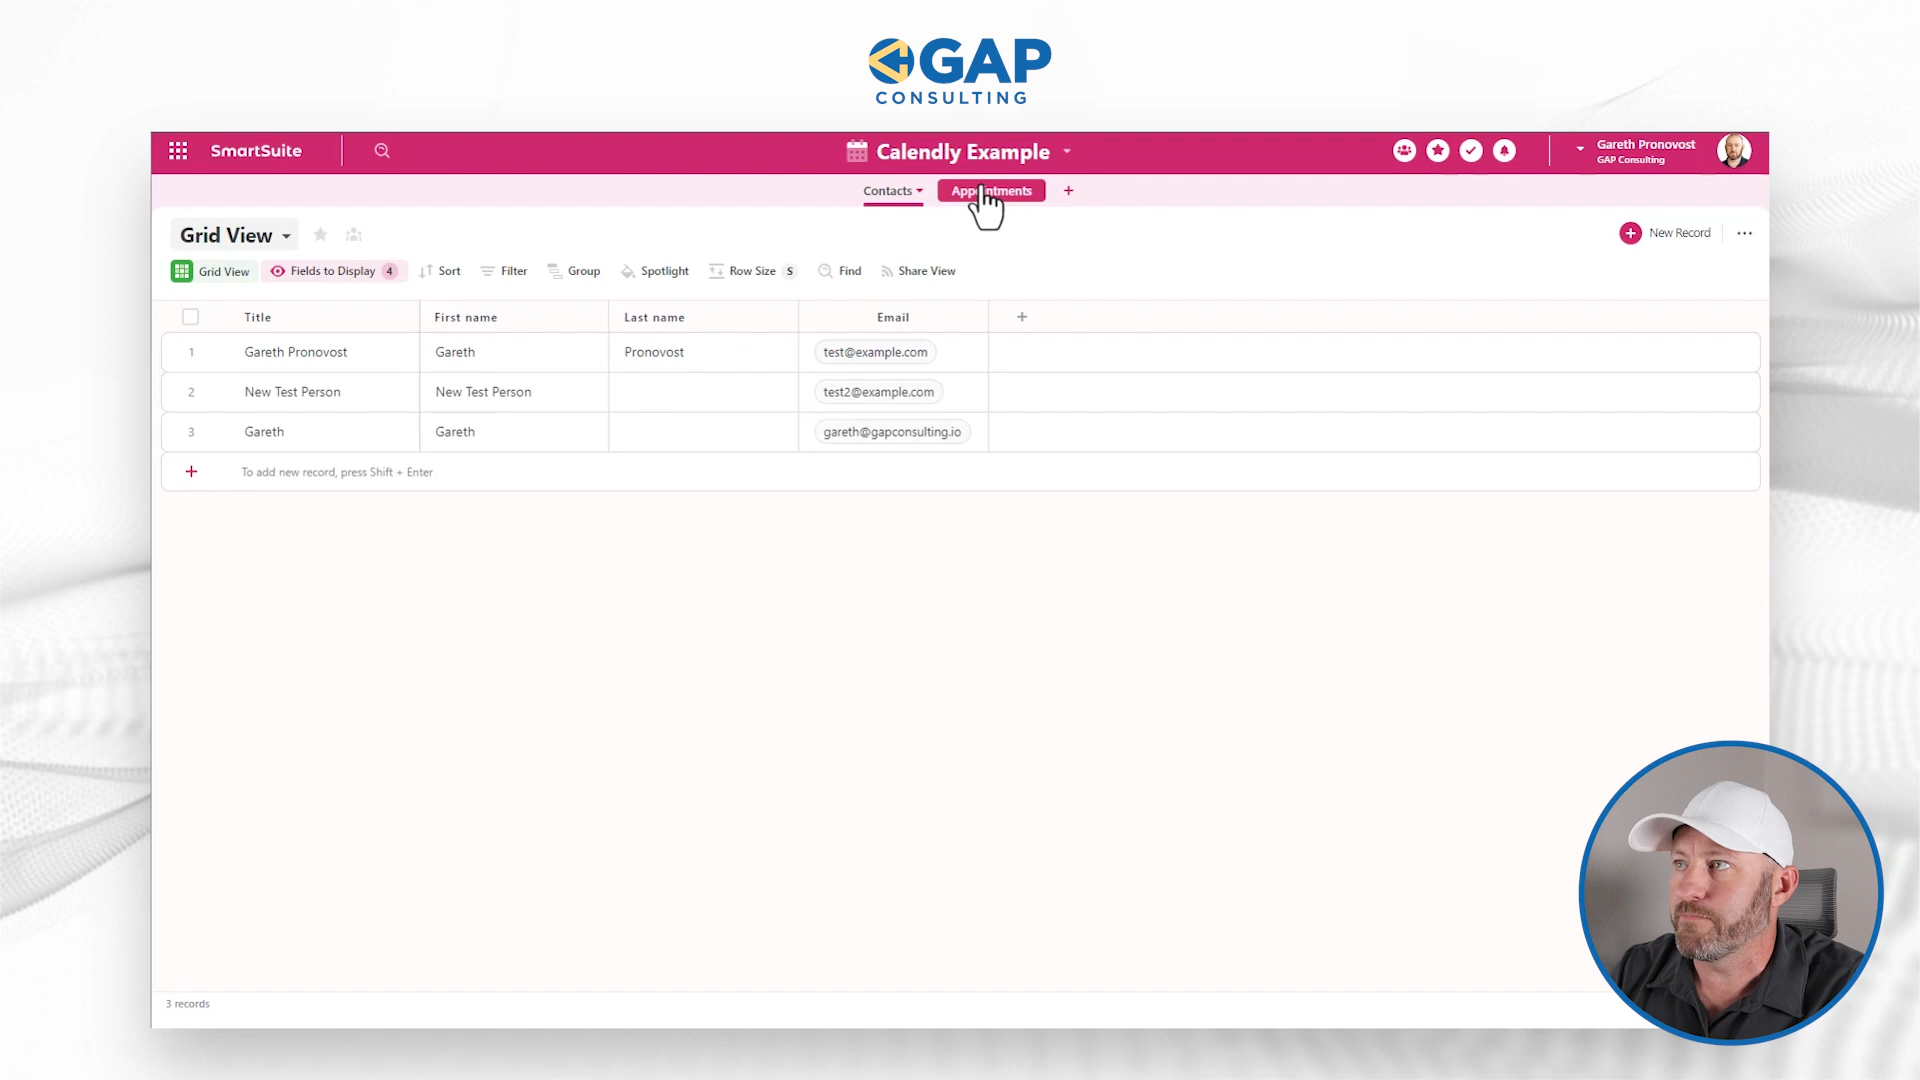 GAP
CONSULTING
SmartSuite
Calendly Example
Gareth Pronovost
GAP Consulting
Contacts
Appointments
Grid View
New Record
Grid View
Fields to Display 4
Sort
Filter
Group
Spotlight
Row Size S
Find
Share View
Title First name Last name Email
1 Gareth Pronovost Gareth Pronovost test@example.com
2 New Test Person New Test Person test2@example.com
3 Gareth Gareth gareth@gapconsulting.io
To add new record, press Shift + Enter
3 records